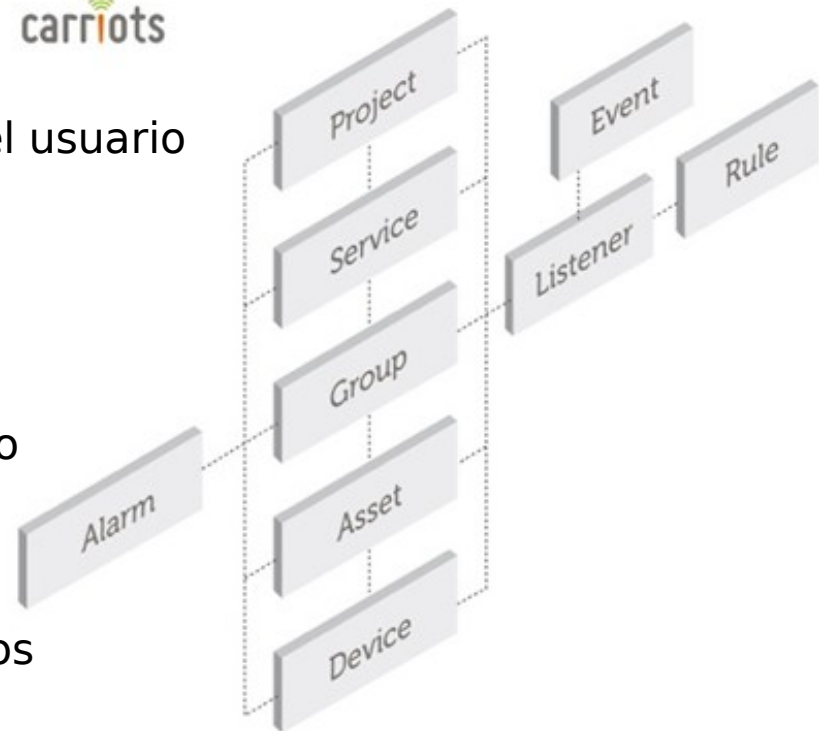 carriots
el usuario
Project
Event
Rule
Service
Listener
Group
o
Alarm
Asset
os
Device